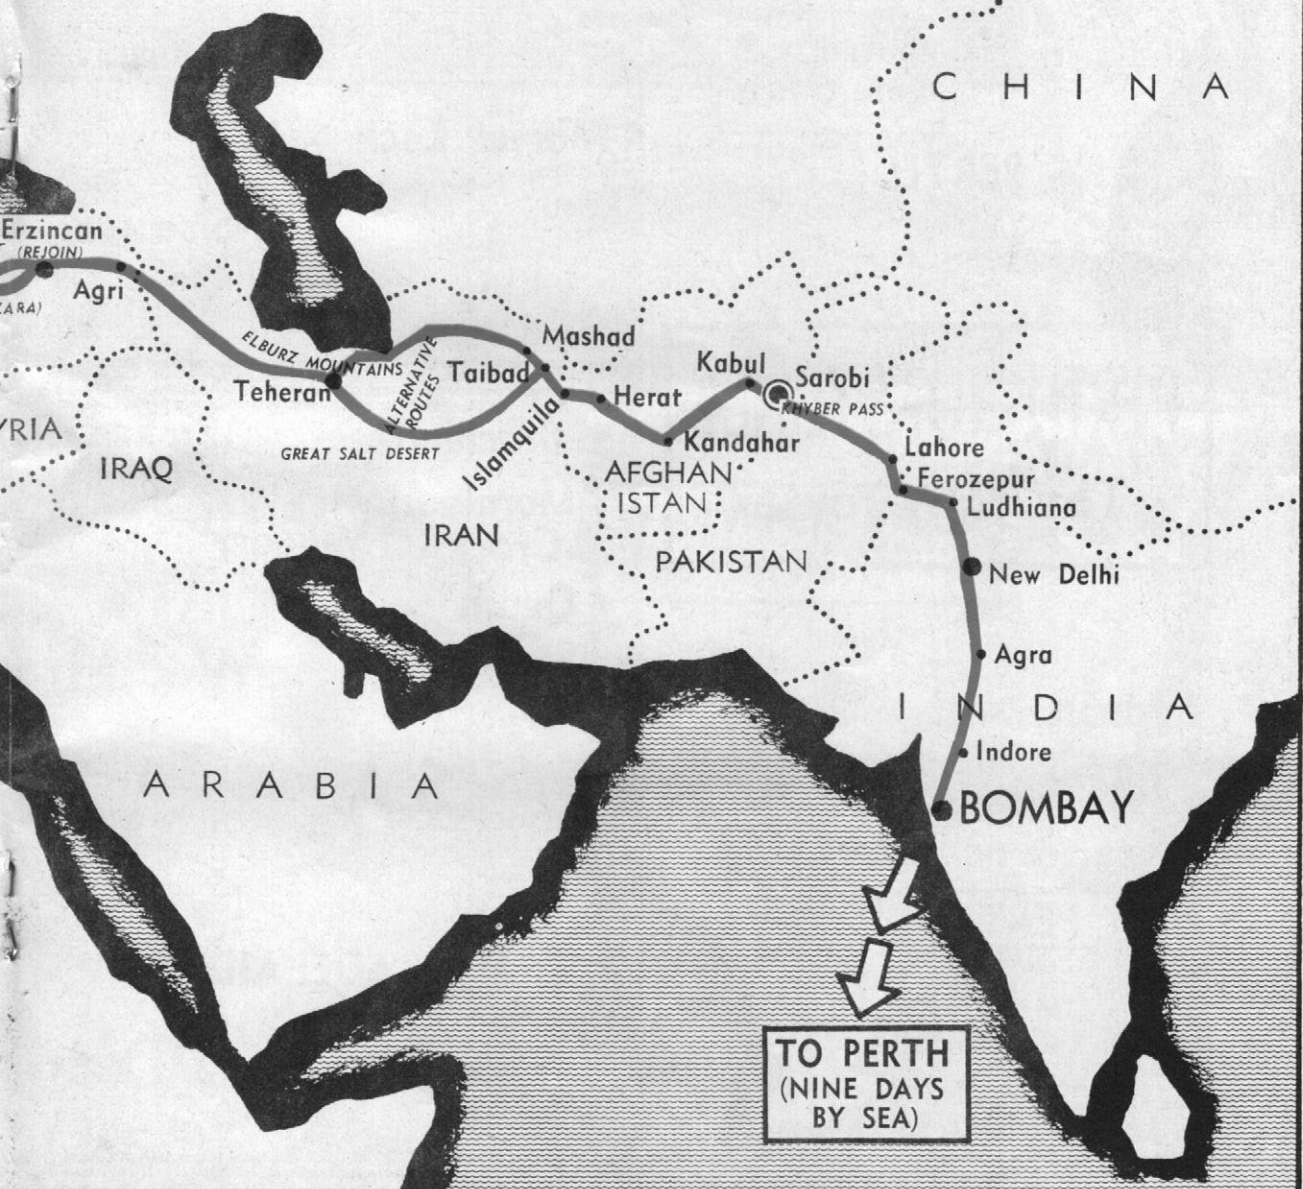 CHINA
Erzincan
(REJOIN)
Agri
ELBURZ MOUNTAINS
ALTERNATIVE
ROUTES
Teheran
GREAT SALT DESERT
Mashad
Taibad
Islamquila
Herat
Kabul
Sarobi
KHYBER PASS
Kandahar
AFGHAN
ISTAN
Lahore
Ferozepur
Ludhiana
IRAQ
IRAN
PAKISTAN
New Delhi
Agra
INDIA
Indore
BOMBAY
ARABIA
TO PERTH
(NINE DAYS
BY SEA)